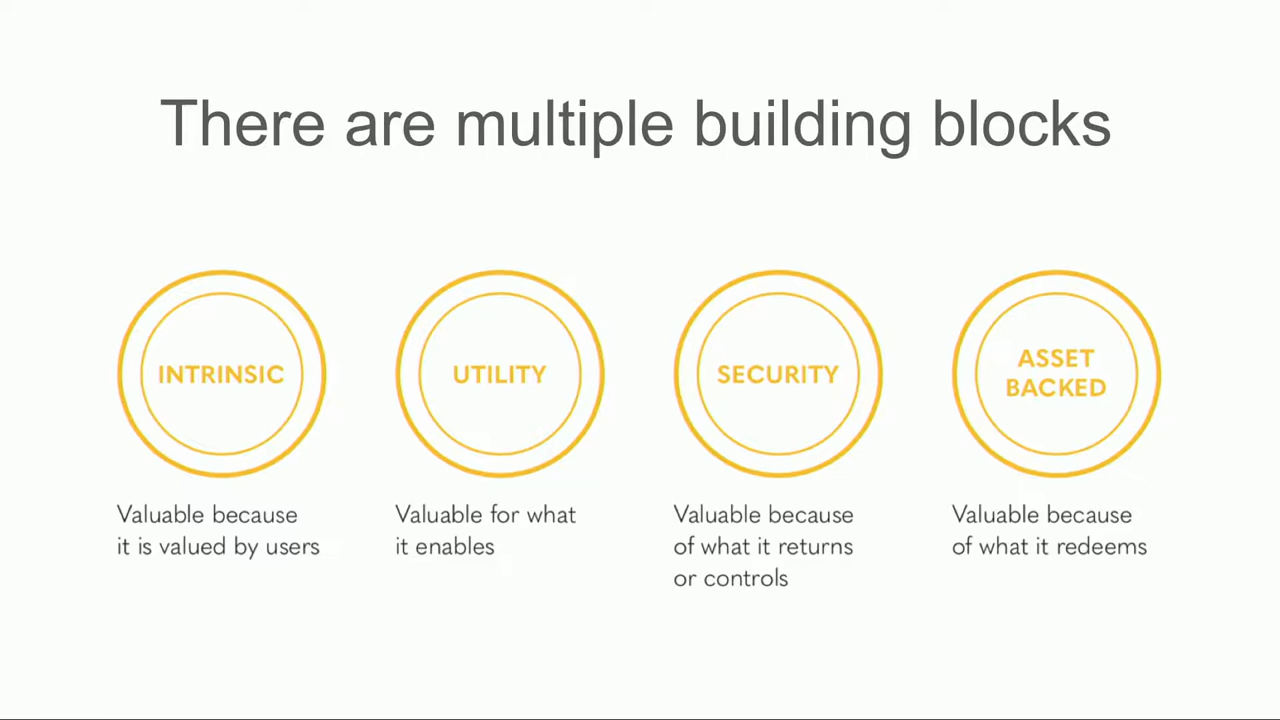 There are multiple building blocks
INTRINSIC
Valuable because
it is valued by users
UTILITY
Valuable for what
it enables
SECURITY
Valuable because
of what it returns
or controls
ASSET
BACKED
Valuable because
of what it redeems